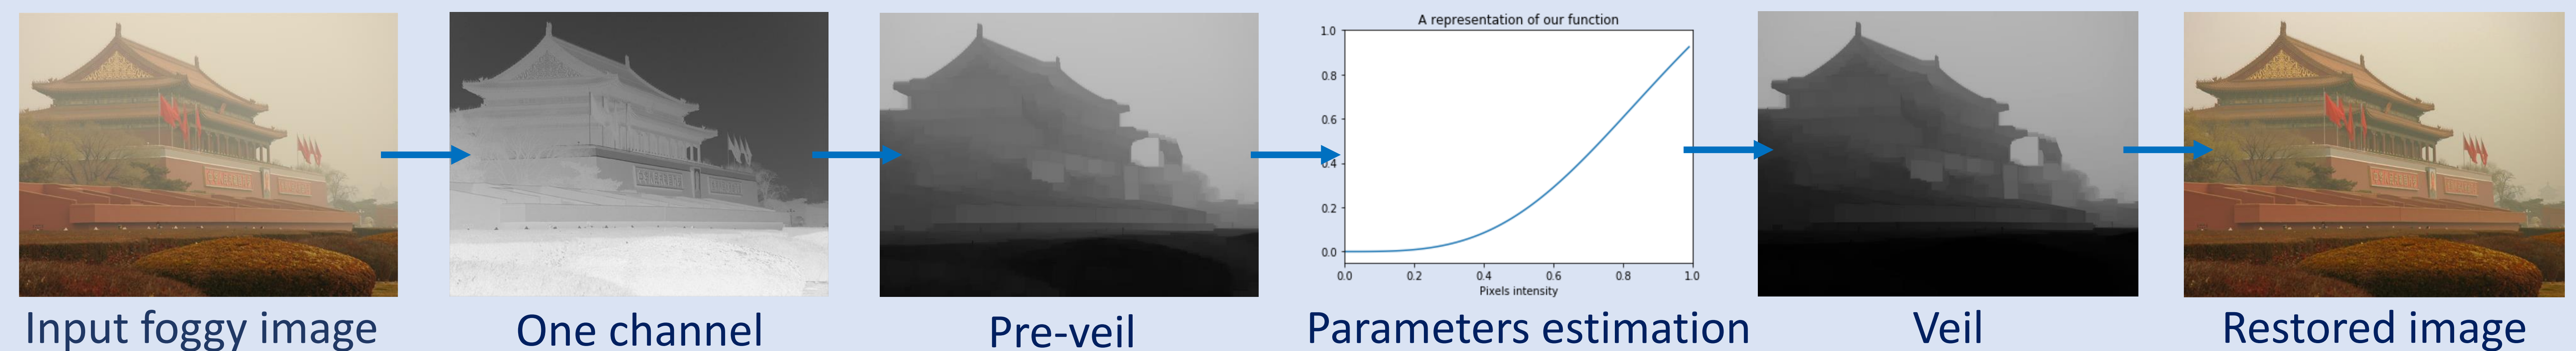 A representation of our function
1.0
0.8
0.6
0.4
0.2
0.0
0.0 0.2 0.4 0.6 0.8 1.0
Pixels intensity
Input foggy image
One channel
Pre-veil
Parameters estimation
Veil
Restored image